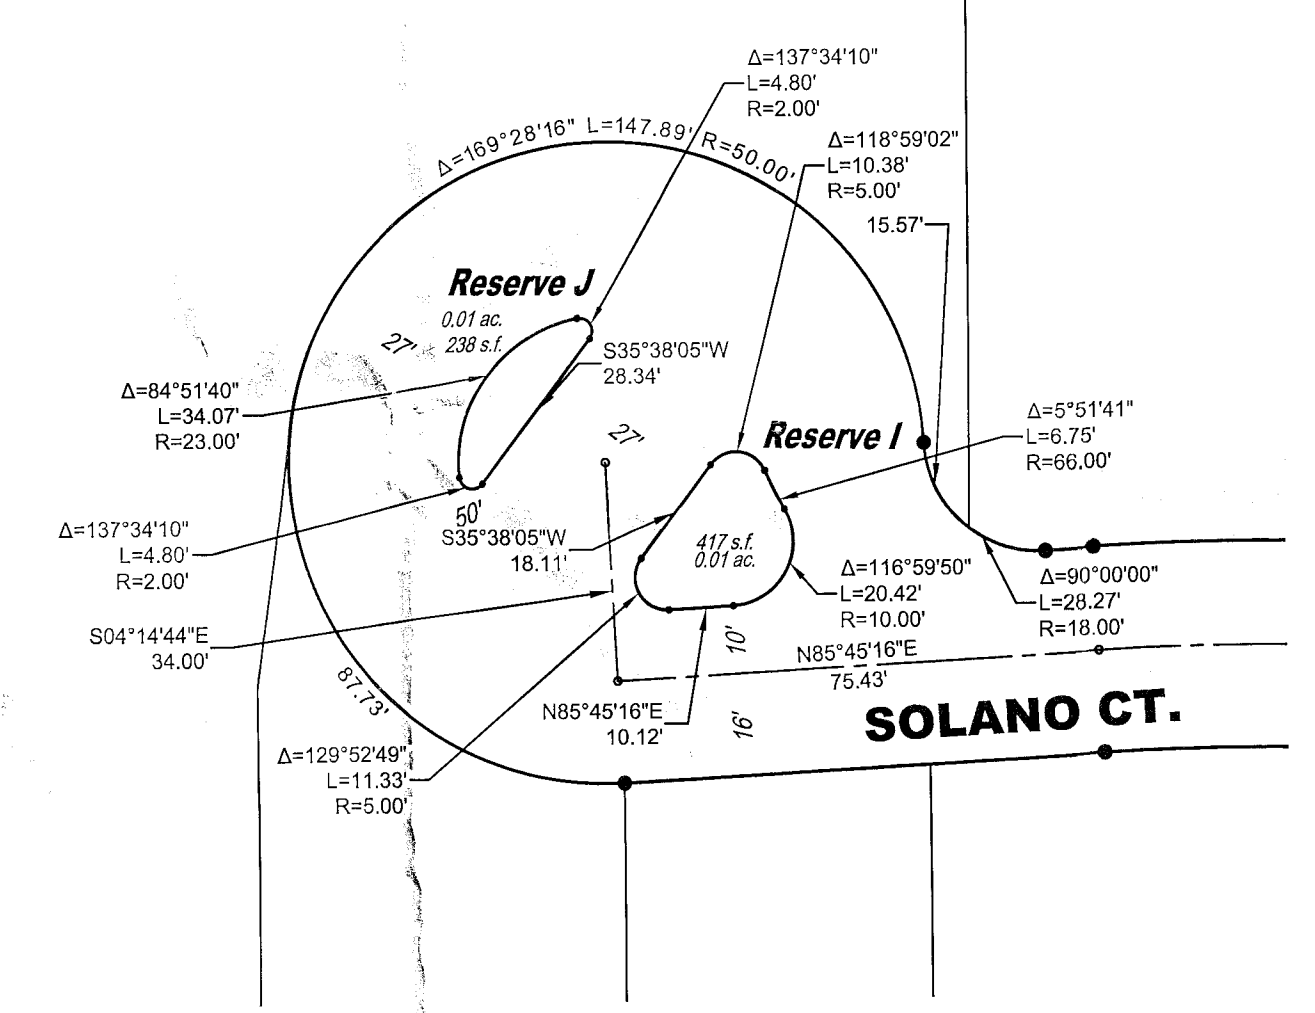 Δ=137°34'10"
L=4.80'
R=2.00'
Δ=169°28'16" L=147.89' R=50.00'
Δ=118°59'02"
L=10.38'
R=5.00'
15.57'
Reserve J
0.01 ac.
238 s.f.
27'
S35°38'05"W
28.34'
Δ=84°51'40"
L=34.07'
R=23.00'
27'
Reserve I
Δ=5°51'41"
L=6.75'
R=66.00'
50'
Δ=137°34'10"
L=4.80'
R=2.00'
S35°38'05"W
18.11'
417 s.f.
0.01 ac.
Δ=116°59'50"
L=20.42'
R=10.00'
Δ=90°00'00"
L=28.27'
R=18.00'
S04°14'44"E
34.00'
10'
N85°45'16"E
75.43'
87.73'
N85°45'16"E
10.12'
16'
SOLANO CT.
Δ=129°52'49"
L=11.33'
R=5.00'